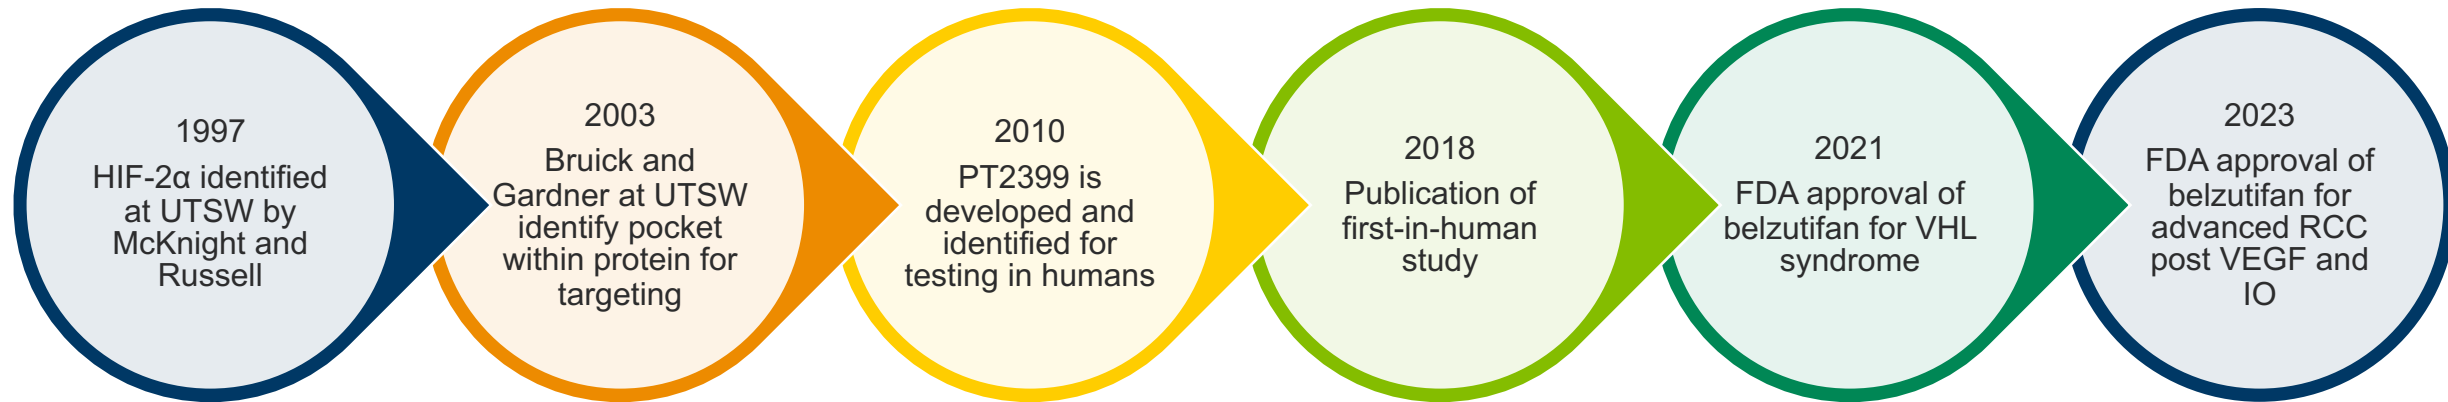 1997
HIF-2α identified
at UTSW by
McKnight and
Russell
2003
Bruick and
Gardner at UTSW
identify pocket
within protein for
targeting
2010
PT2399 is
developed and
identified for
testing in humans
2018
Publication of
first-in-human
study
2021
FDA approval of
belzutifan for VHL
syndrome
2023
FDA approval of
belzutifan for
advanced RCC
post VEGF and
IO